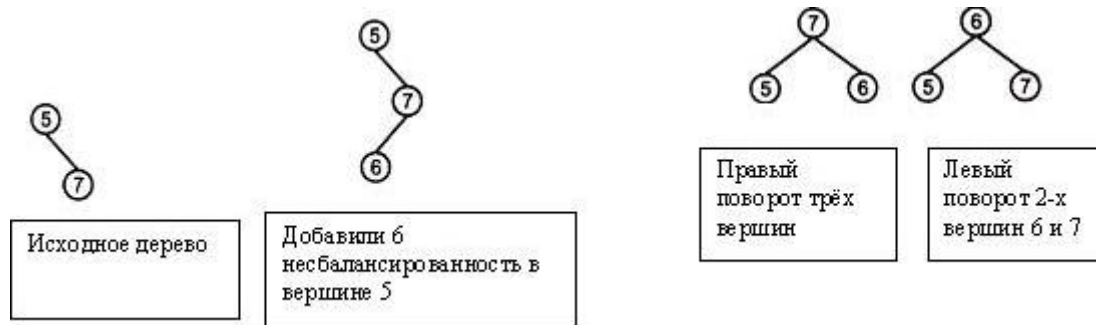 5
7
Исходное дерево
5
7
6
Добавили 6
несбалансированность в
вершине 5
7
5
6
Правый
поворот трёх
вершин
6
5
7
Левый
поворот 2-х
вершин 6 и 7